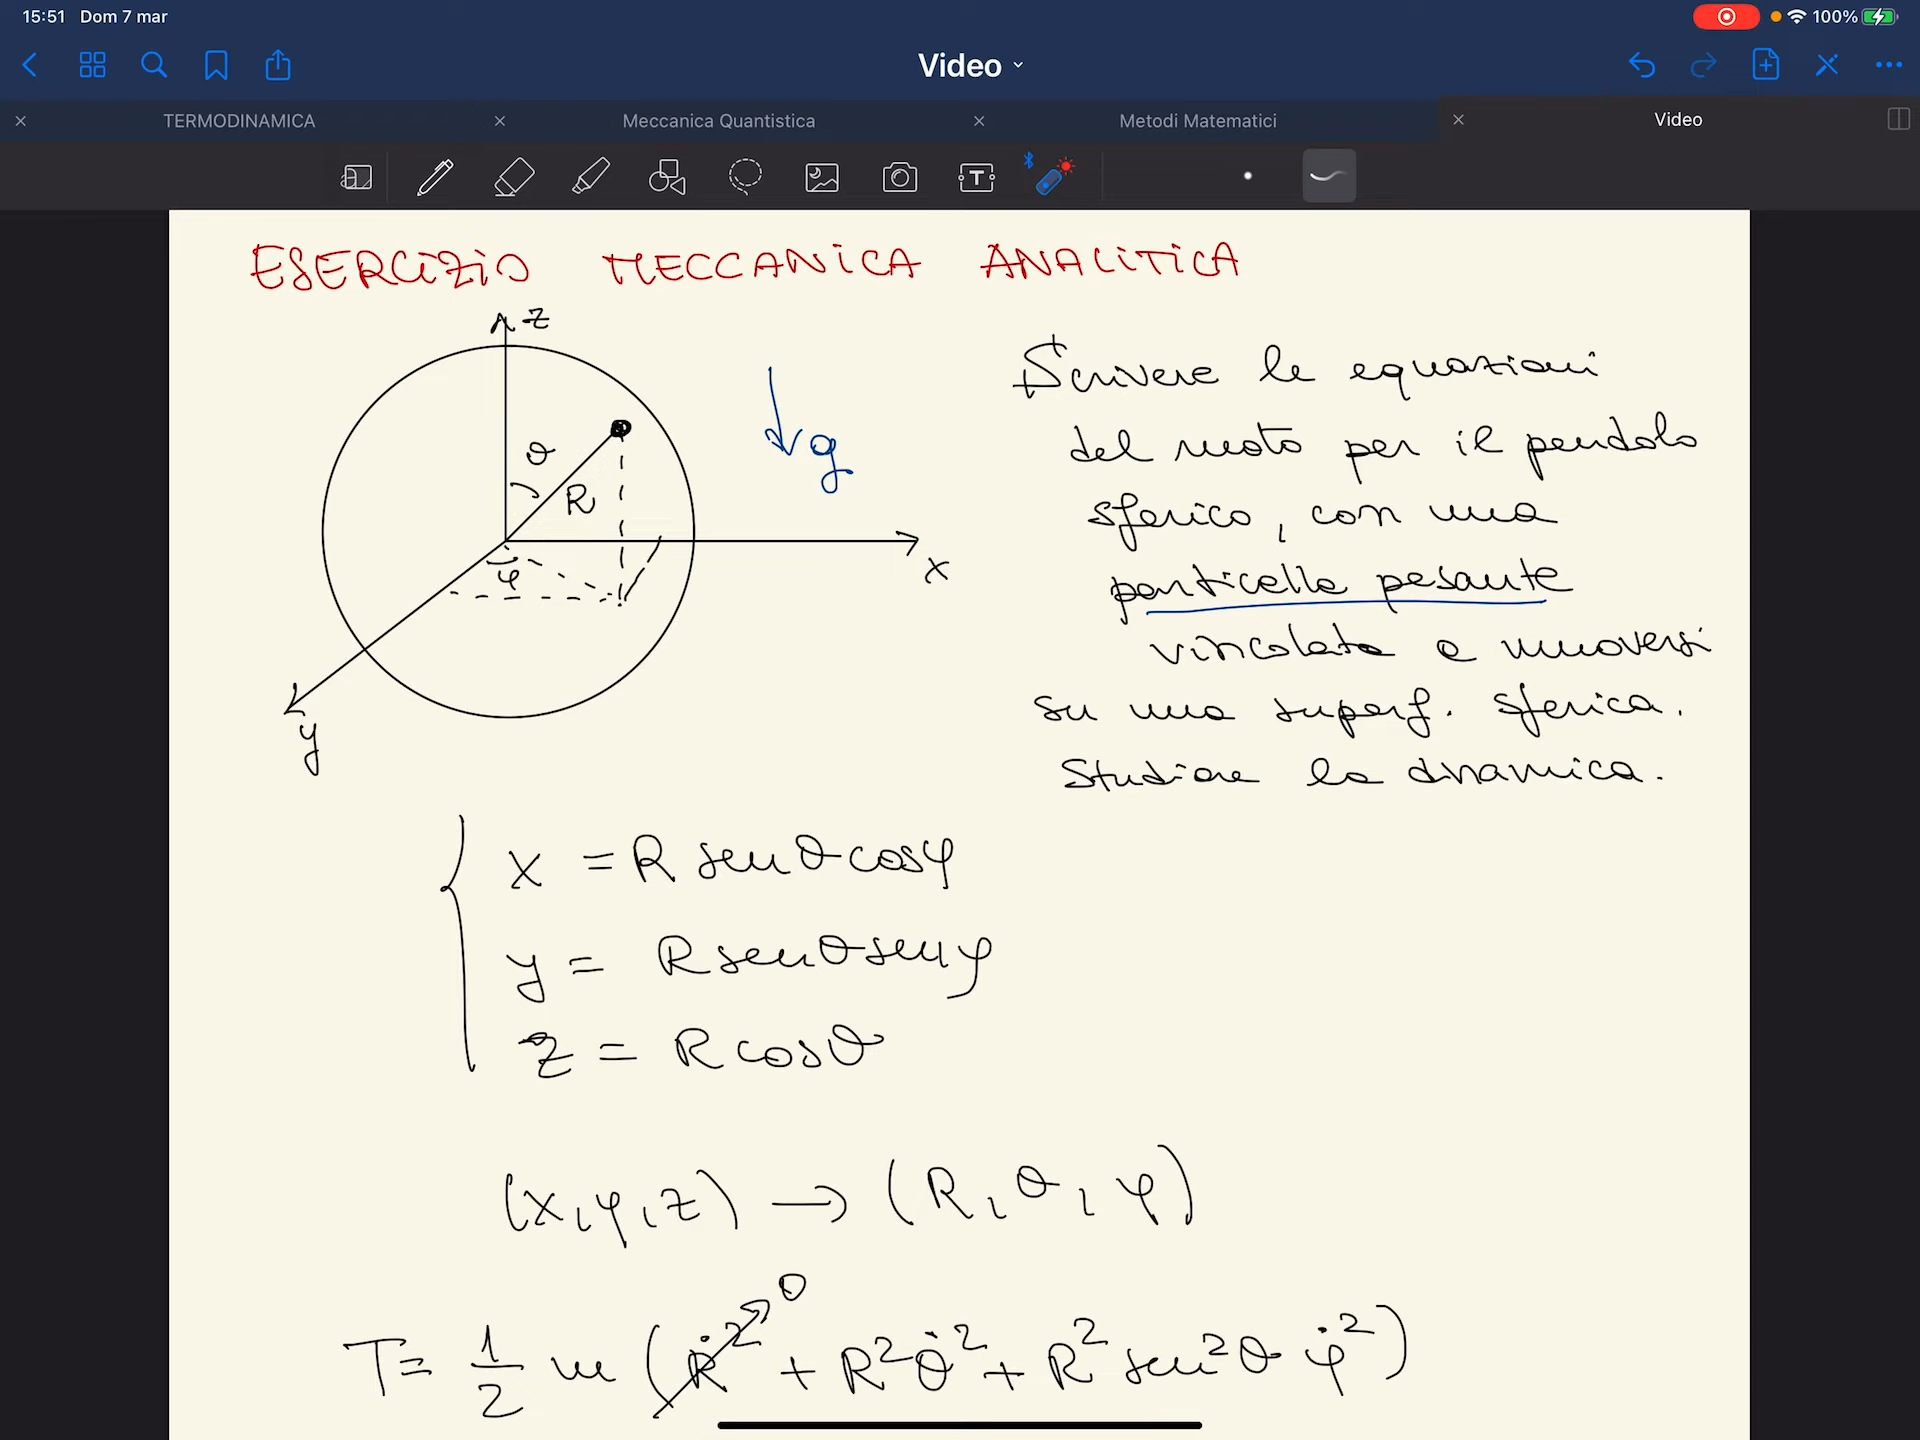 15:51 Dom 7 mar
100%
Video
TERMODINAMICA
Meccanica Quantistica
Metodi Matematici
Video
T
ESERCIZIO MECCANICA ANALITICA
z
θ
R
g
x
φ
y
Scrivere le equazioni
del moto per il pendolo
sferico, con una
particella pesante
vincolata a muoversi
su una superf. sferica.
Studiare la dinamica.
x = R senθ cosφ
y = R senθ senφ
z = R cosθ
(x, y, z) → (R, θ, φ)
0
T = 1/2 m (Ṙ² + R² θ̇² + R² sen²θ φ̇²)